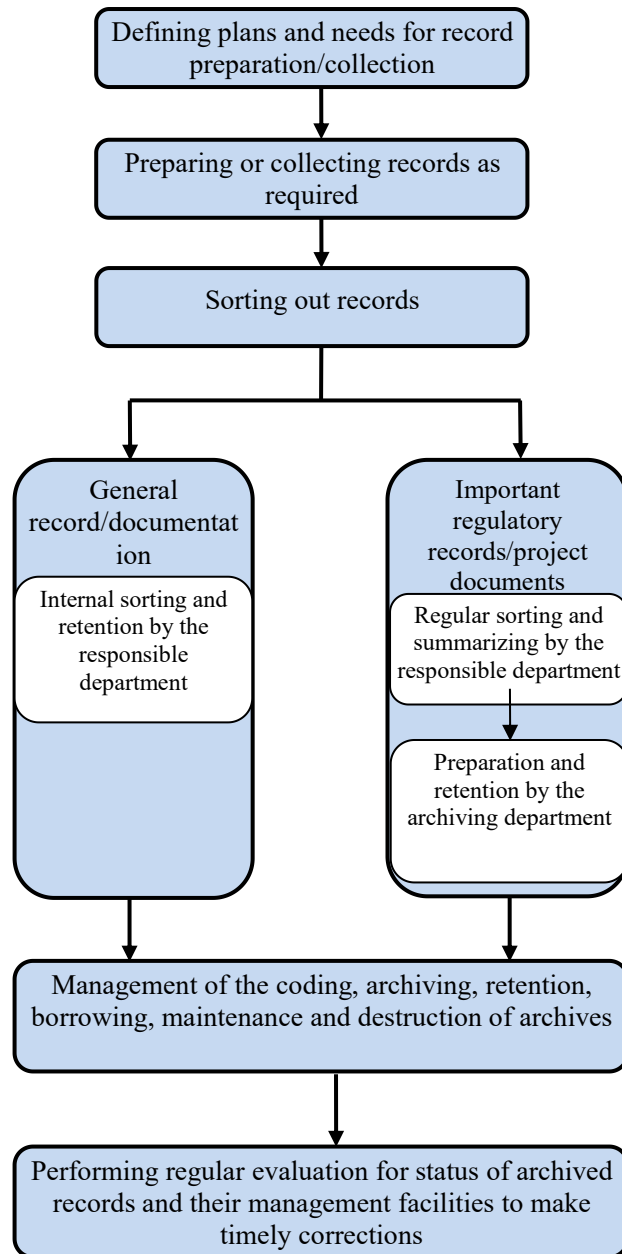 Defining plans and needs for record
preparation/collection
Preparing or collecting records as
required
Sorting out records
General
record/documentat
ion
Internal sorting and
retention by the
responsible
department
Important
regulatory
records/project
documents
Regular sorting and
summarizing by the
responsible department
Preparation and
retention by the
archiving department
Management of the coding, archiving, retention,
borrowing, maintenance and destruction of archives
Performing regular evaluation for status of archived
records and their management facilities to make
timely corrections